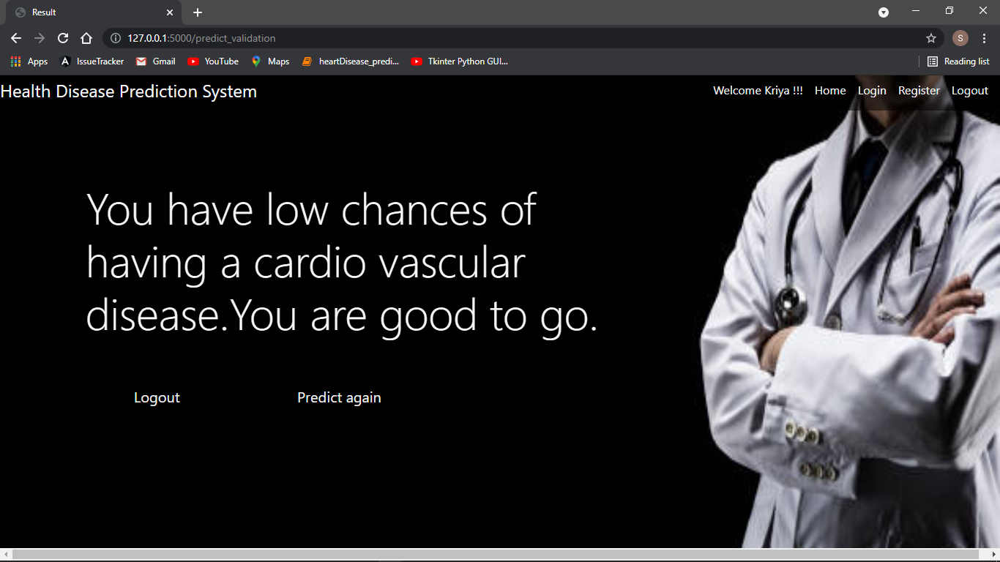 Result
127.0.0.1:5000/predict_validation
S
Apps
IssueTracker
Gmail
YouTube
Maps
heartDisease_predi...
Tkinter Python GUI...
Reading list
Health Disease Prediction System
Welcome Kriya !!!
Home
Login
Register
Logout
You have low chances of
having a cardio vascular
disease.You are good to go.
Logout
Predict again